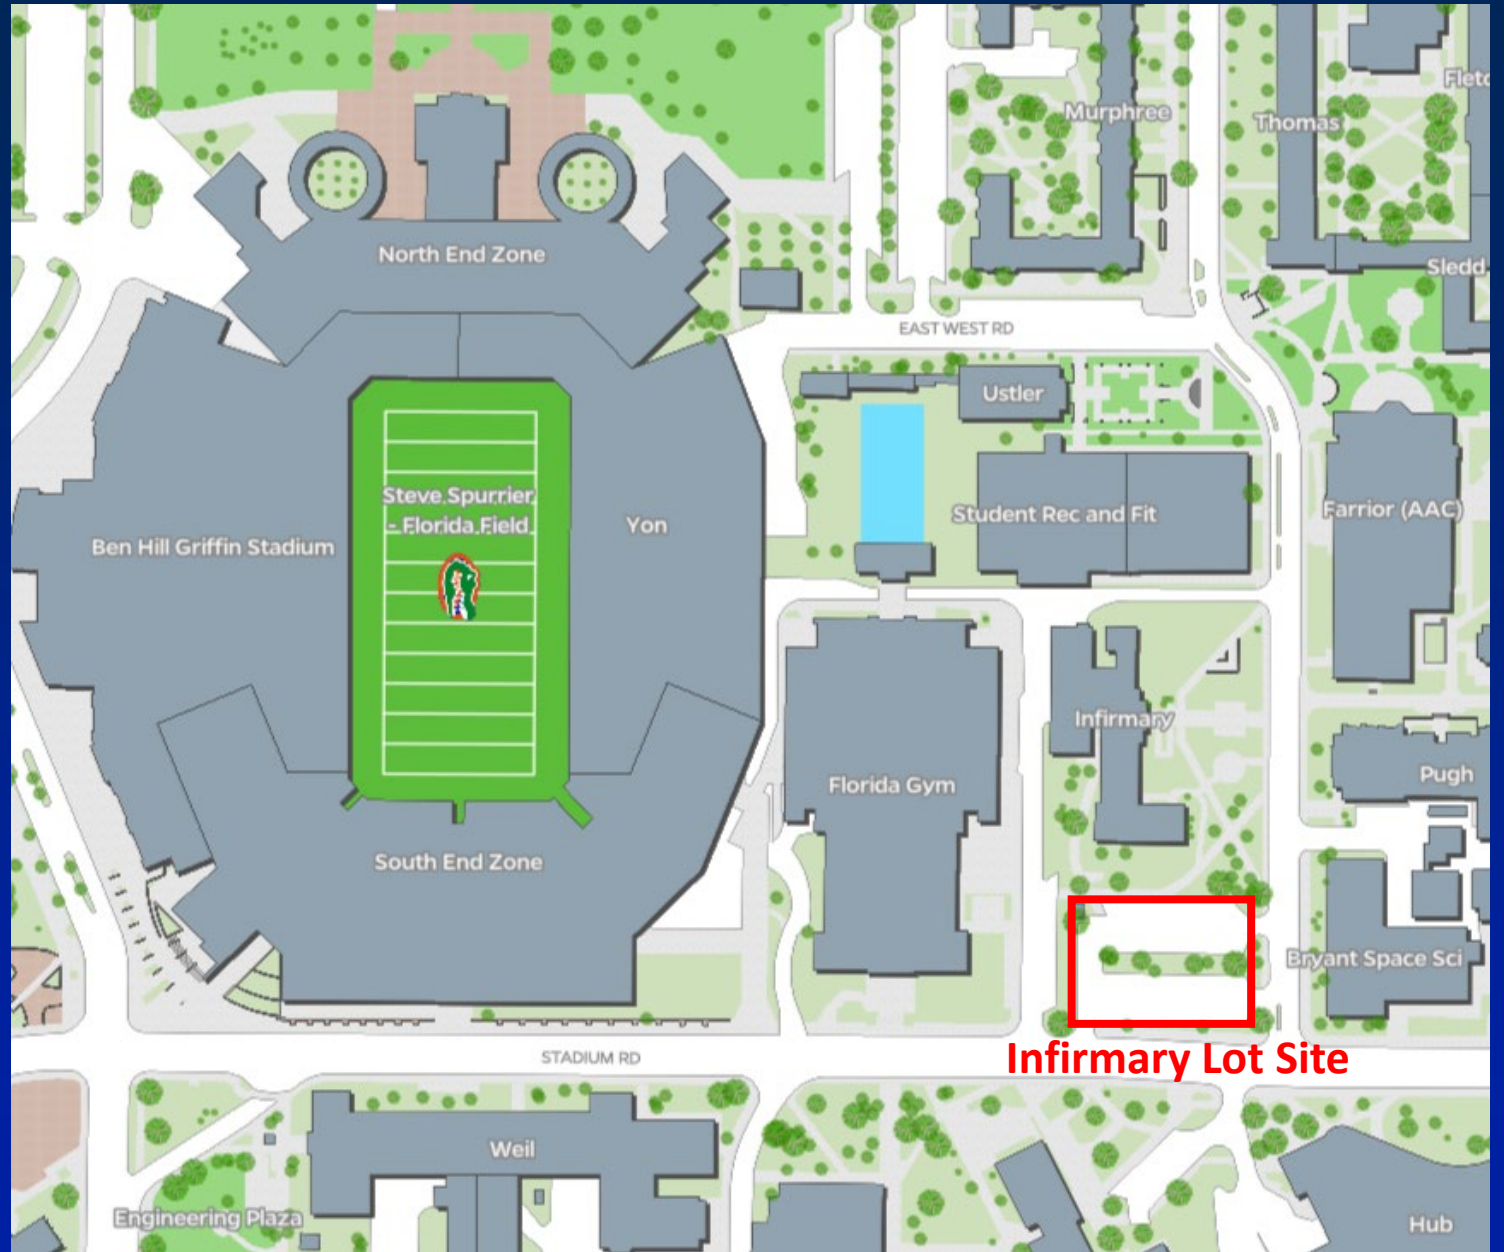 Murphree
Thomas
Sledd
North End Zone
EAST WEST RD
Ustler
Steve Spurrier
- Florida Field
Ben Hill Griffin Stadium
Yon
Student Rec and Fit
Farrior (AAC)
Infirmary
Pugh
Florida Gym
South End Zone
Bryant Space Sci
STADIUM RD
Infirmary Lot Site
Weil
Engineering Plaza
Hub